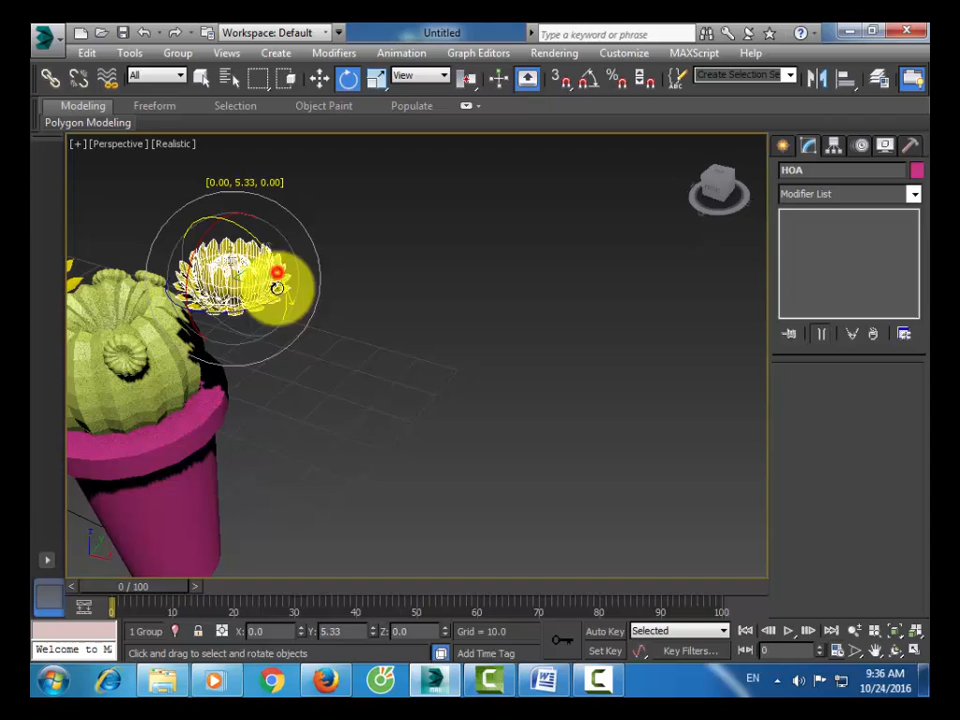 Workspace: Default
Untitled
Type a keyword or phrase
Edit Tools Group Views Create Modifiers Animation Graph Editors Rendering Customize MAXScript Help
All
View
3
Create Selection Se
Modeling Freeform Selection Object Paint Populate
Polygon Modeling
[+] [Perspective] [Realistic]
HOA
[0.00, 5.33, 0.00]
Modifier List
z
0 / 100
0 10 20 30 40 50 60 70 80 90 100
1 Group X: 0.0 Y: 5.33 Z: 0.0 Grid = 10.0 Auto Key Selected
Welcome to M
Click and drag to select and rotate objects
Add Time Tag
Set Key
Key Filters...
0
EN
9:36 AM
10/24/2016